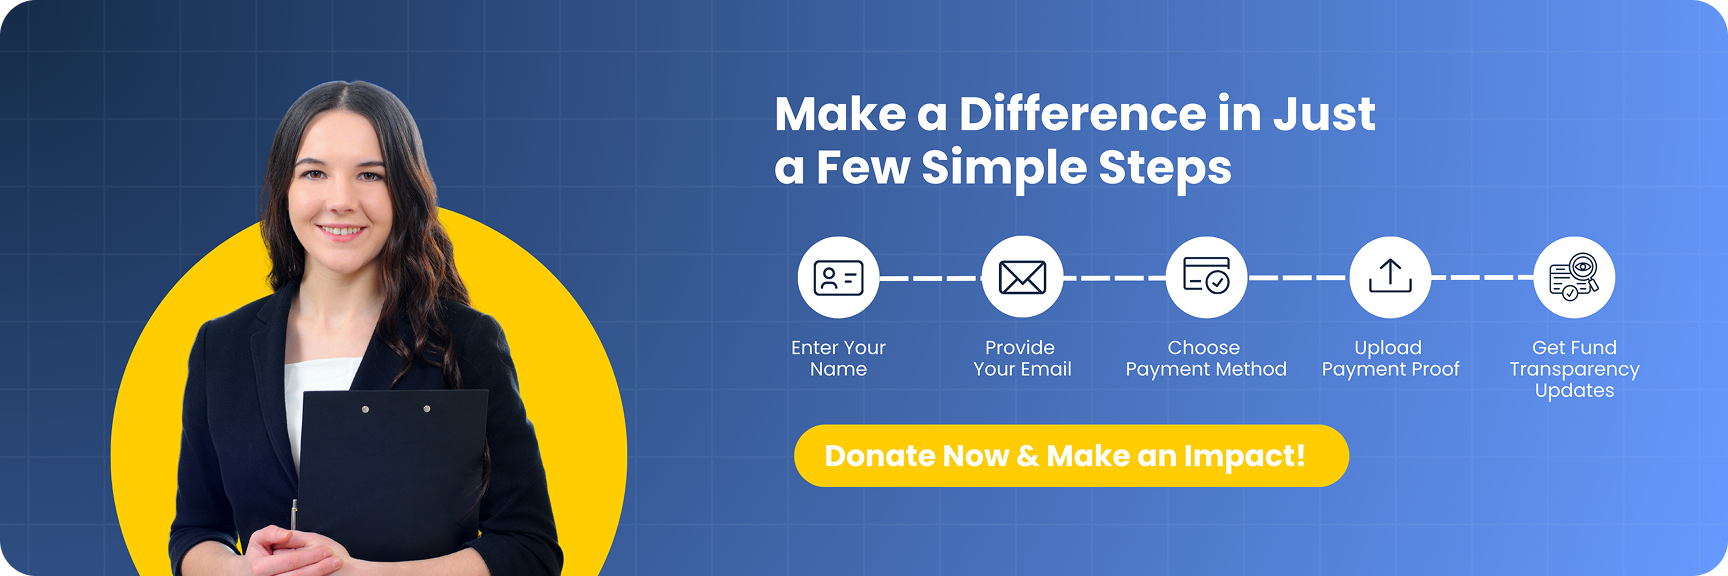 Make a Difference in Just
a Few Simple Steps
Enter Your
Name
Provide
Your Email
Choose
Payment Method
Upload
Payment Proof
Get Fund
Transparency
Updates
Donate Now & Make an Impact!